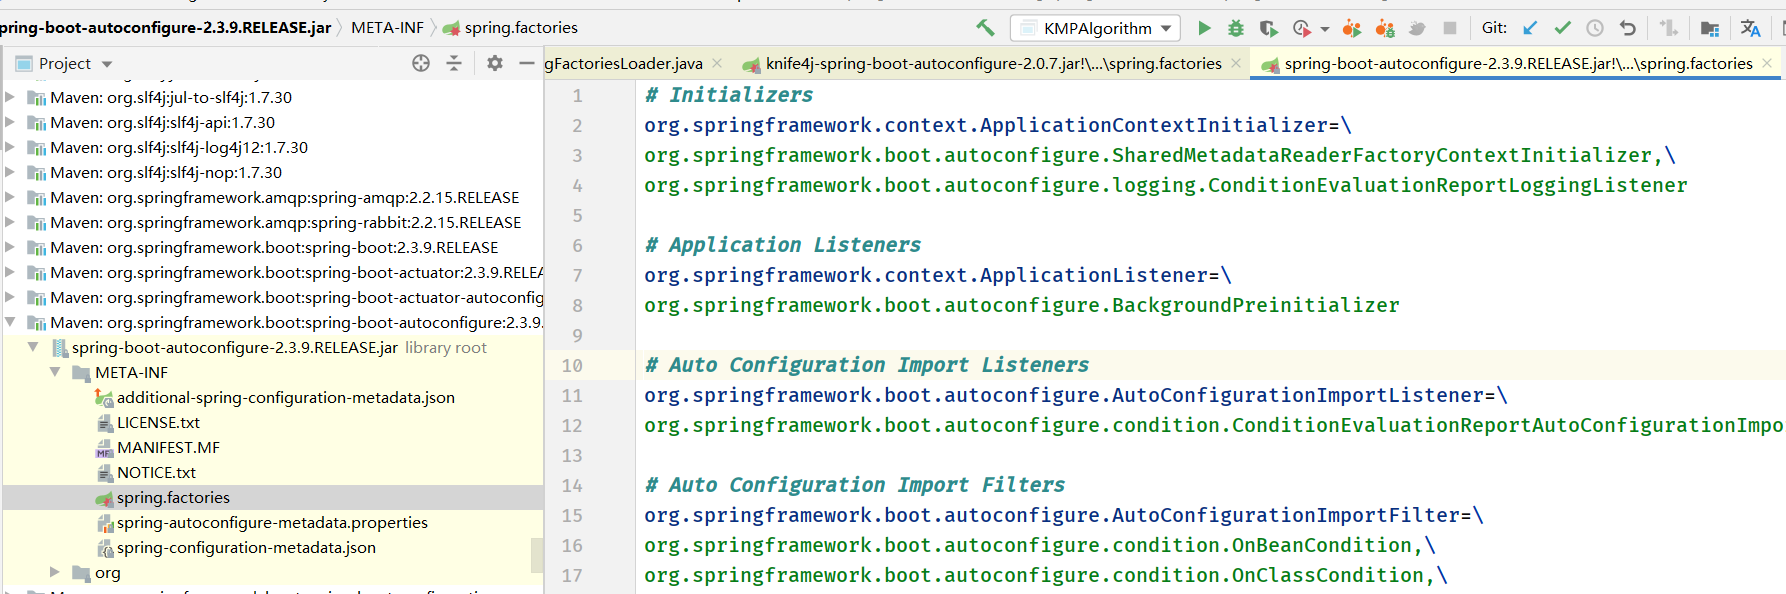 pring-boot-autoconfigure-2.3.9.RELEASE.jar META-INF spring.factories KMPAlgorithm Git:
Project
gFactoriesLoader.java knife4j-spring-boot-autoconfigure-2.0.7.jar!\...\spring.factories spring-boot-autoconfigure-2.3.9.RELEASE.jar!\...\spring.factories
Maven: org.slf4j:jul-to-slf4j:1.7.30
Maven: org.slf4j:slf4j-api:1.7.30
Maven: org.slf4j:slf4j-log4j12:1.7.30
Maven: org.slf4j:slf4j-nop:1.7.30
Maven: org.springframework.amqp:spring-amqp:2.2.15.RELEASE
Maven: org.springframework.amqp:spring-rabbit:2.2.15.RELEASE
Maven: org.springframework.boot:spring-boot:2.3.9.RELEASE
Maven: org.springframework.boot:spring-boot-actuator:2.3.9.RELEA
Maven: org.springframework.boot:spring-boot-actuator-autoconfig
Maven: org.springframework.boot:spring-boot-autoconfigure:2.3.9.
spring-boot-autoconfigure-2.3.9.RELEASE.jar library root
META-INF
additional-spring-configuration-metadata.json
LICENSE.txt
MANIFEST.MF
NOTICE.txt
spring.factories
spring-autoconfigure-metadata.properties
spring-configuration-metadata.json
org
1 # Initializers
2 org.springframework.context.ApplicationContextInitializer=\
3 org.springframework.boot.autoconfigure.SharedMetadataReaderFactoryContextInitializer,\
4 org.springframework.boot.autoconfigure.logging.ConditionEvaluationReportLoggingListener
5
6 # Application Listeners
7 org.springframework.context.ApplicationListener=\
8 org.springframework.boot.autoconfigure.BackgroundPreinitializer
9
10 # Auto Configuration Import Listeners
11 org.springframework.boot.autoconfigure.AutoConfigurationImportListener=\
12 org.springframework.boot.autoconfigure.condition.ConditionEvaluationReportAutoConfigurationImpo
13
14 # Auto Configuration Import Filters
15 org.springframework.boot.autoconfigure.AutoConfigurationImportFilter=\
16 org.springframework.boot.autoconfigure.condition.OnBeanCondition,\
17 org.springframework.boot.autoconfigure.condition.OnClassCondition,\